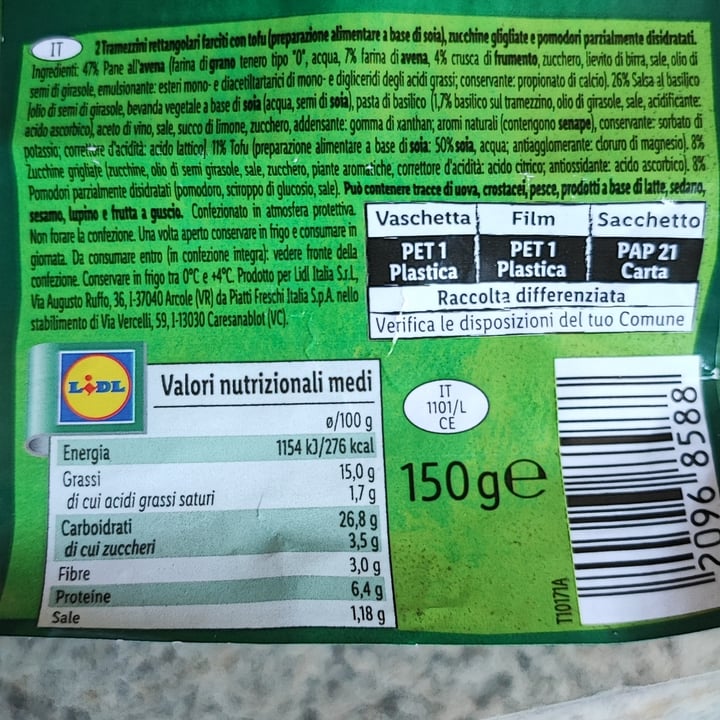 IT 2 Tramezzini rettangolari farciti con tofu (preparazione alimentare a base di soia), zucchine gligliate e pomodori parzialmente disidratati.
Ingredienti: 47% Pane all'avena (farina di grano tenero tipo "0", acqua, 7% farina di avena, 4% crusca di frumento, zucchero, lievito di birra, sale, olio di
semi di girasole, emulsionante: esteri mono- e diacetiltartarici di mono- e digliceridi degli acidi grassi; conservante: propionato di calcio). 26% Salsa al basilico
(olio di semi di girasole, bevanda vegetale a base di soia (acqua, semi di soia), pasta di basilico (1,7% basilico sul tramezzino, olio di girasole, sale, acidificante:
acido ascorbico), aceto di vino, sale, succo di limone, zucchero, addensante: gomma di xanthan; aromi naturali (contengono senape), conservante: sorbato di
potassio; correttore d'acidità: acido lattico). 11% Tofu (preparazione alimentare a base di soia: 50% soia, acqua; antiagglomerante: cloruro di magnesio). 8%
Zucchine grigliate (zucchine, olio di semi girasole, sale, zucchero, piante aromatiche, correttore d'acidità: acido citrico; antiossidante: acido ascorbico). 8%
Pomodori parzialmente disidratati (pomodoro, sciroppo di glucosio, sale). Può contenere tracce di uova, crostacei, pesce, prodotti a base di latte, sedano,
sesamo, lupino e frutta a guscio. Confezionato in atmosfera protettiva.
Non forare la confezione. Una volta aperto conservare in frigo e consumare in
giornata. Da consumare entro (in confezione integra): vedere fronte della
confezione. Conservare in frigo tra 0°C e +4°C. Prodotto per Lidl Italia S.r.l.,
Via Augusto Ruffo, 36, I-37040 Arcole (VR) da Piatti Freschi Italia S.p.A. nello
stabilimento di Via Vercelli, 59, I-13030 Caresanablot (VC).
Vaschetta Film Sacchetto
PET 1 PET 1 PAP 21
Plastica Plastica Carta
Raccolta differenziata
Verifica le disposizioni del tuo Comune
LIDL
Valori nutrizionali medi
ø/100 g
Energia 1154 kJ/276 kcal
Grassi 15,0 g
di cui acidi grassi saturi 1,7 g
Carboidrati 26,8 g
di cui zuccheri 3,5 g
Fibre 3,0 g
Proteine 6,4 g
Sale 1,18 g
IT
1101/L
CE
150 g e
T10171A
2096 8588